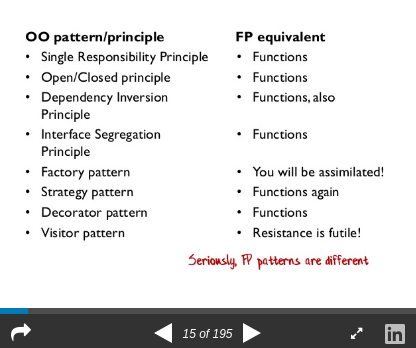 OO pattern/principle FP equivalent
• Single Responsibility Principle • Functions
• Open/Closed principle • Functions
• Dependency Inversion • Functions, also
Principle
• Interface Segregation • Functions
Principle
• Factory pattern • You will be assimilated!
• Strategy pattern • Functions again
• Decorator pattern • Functions
• Visitor pattern • Resistance is futile!
Seriously, FP patterns are different
15 of 195
in